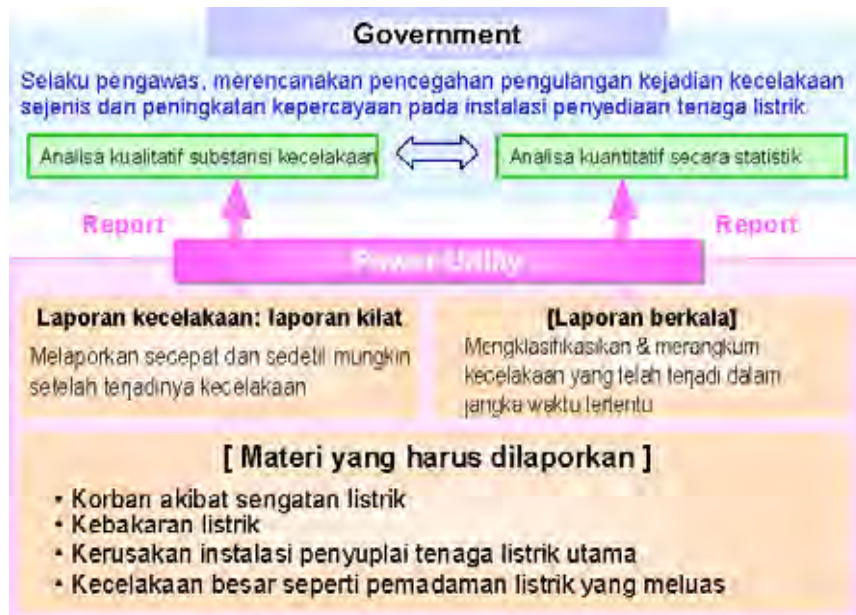 Government
Selaku pengawas, merencanakan pencegahan pengulangan kejadian kecelakaan
sejenis dan peningkatan kepercayaan pada instalasi penyediaan tenaga listrik.
Analisa kualitatif substansi kecelakaan
Analisa kuantitatif secara statistik
Report
Report
Power Utility
Laporan kecelakaan: laporan kilat
Melaporkan secepat dan sedetil mungkin
setelah terjadinya kecelakaan
[Laporan berkala]
Mengklasifikasikan & merangkum
kecelakaan yang telah terjadi dalam
jangka waktu tertentu
[ Materi yang harus dilaporkan ]
• Korban akibat sengatan listrik
• Kebakaran listrik
• Kerusakan instalasi penyuplai tenaga listrik utama
• Kecelakaan besar seperti pemadaman listrik yang meluas